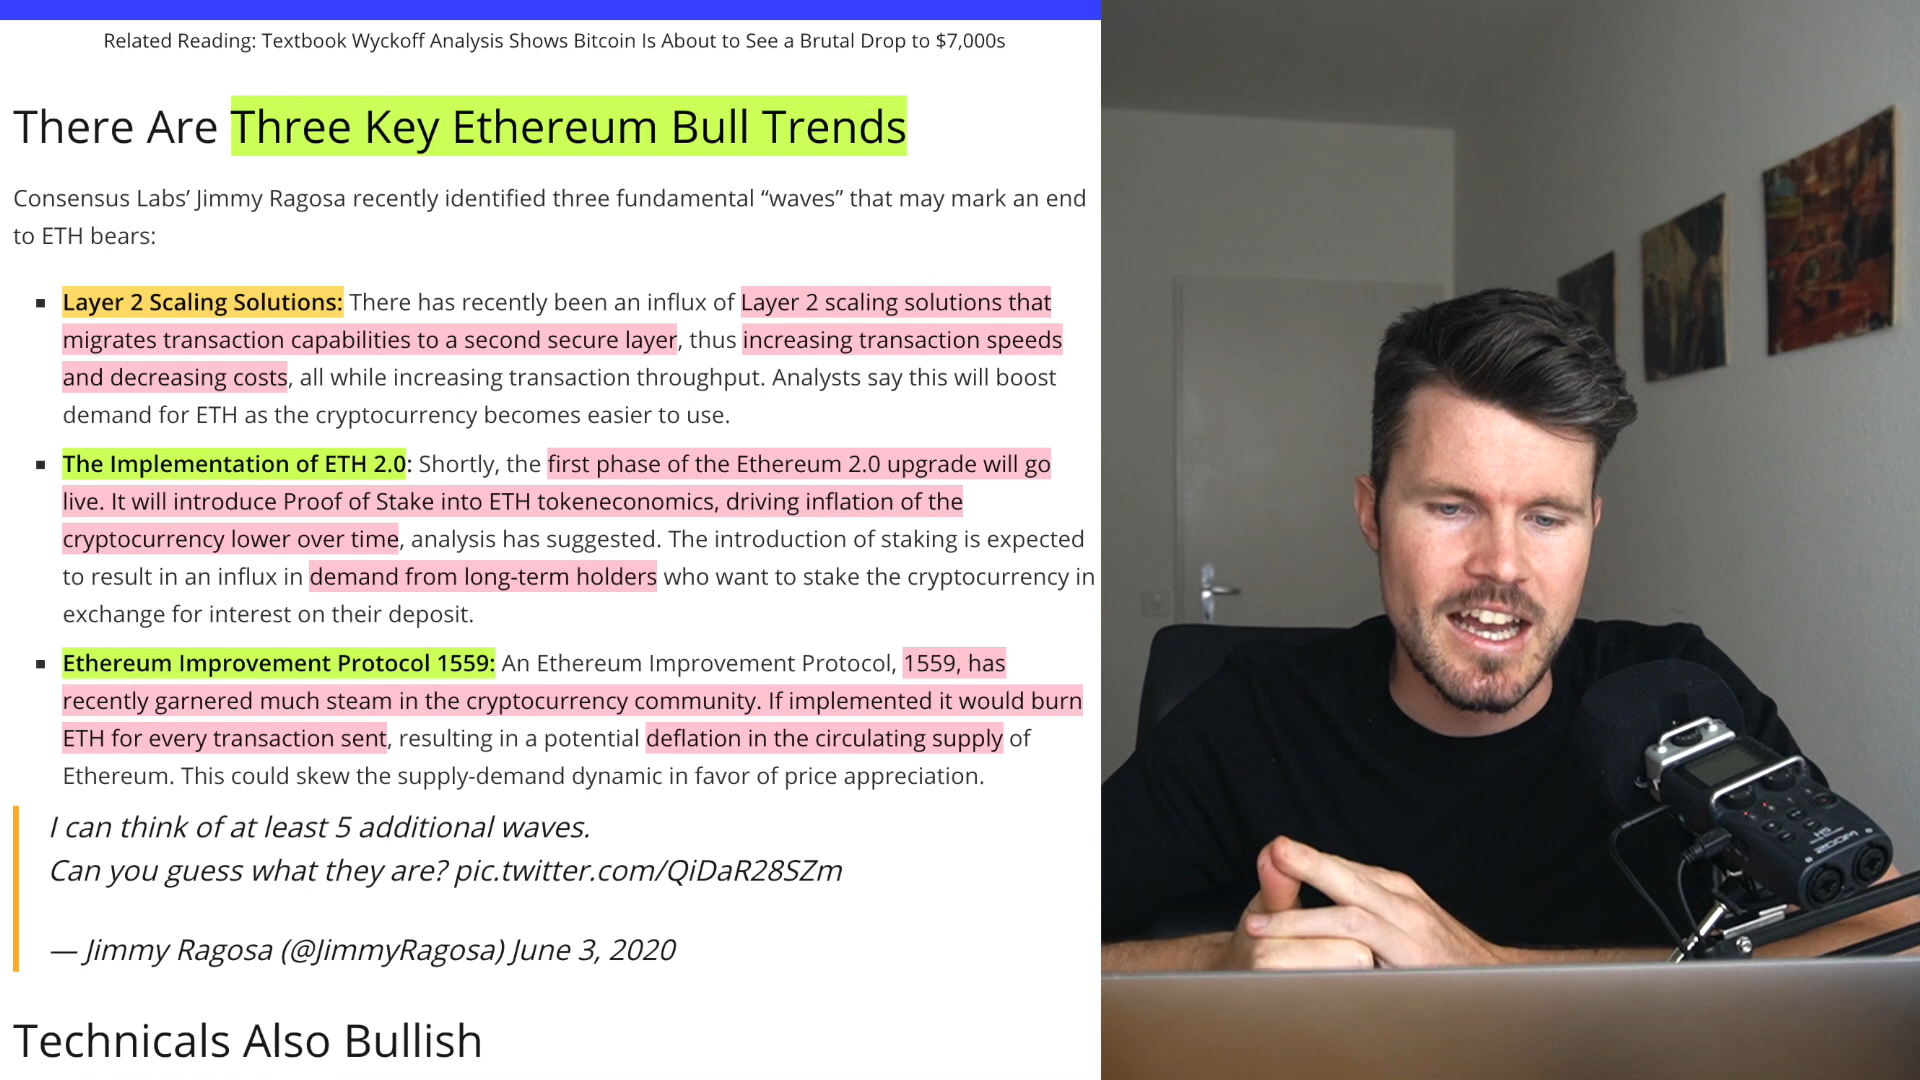 Related Reading: Textbook Wyckoff Analysis Shows Bitcoin Is About to See a Brutal Drop to $7,000s
There Are Three Key Ethereum Bull Trends
Consensus Labs’ Jimmy Ragosa recently identified three fundamental “waves” that may mark an end
to ETH bears:
Layer 2 Scaling Solutions: There has recently been an influx of Layer 2 scaling solutions that
migrates transaction capabilities to a second secure layer, thus increasing transaction speeds
and decreasing costs, all while increasing transaction throughput. Analysts say this will boost
demand for ETH as the cryptocurrency becomes easier to use.
The Implementation of ETH 2.0: Shortly, the first phase of the Ethereum 2.0 upgrade will go
live. It will introduce Proof of Stake into ETH tokeneconomics, driving inflation of the
cryptocurrency lower over time, analysis has suggested. The introduction of staking is expected
to result in an influx in demand from long-term holders who want to stake the cryptocurrency in
exchange for interest on their deposit.
Ethereum Improvement Protocol 1559: An Ethereum Improvement Protocol, 1559, has
recently garnered much steam in the cryptocurrency community. If implemented it would burn
ETH for every transaction sent, resulting in a potential deflation in the circulating supply of
Ethereum. This could skew the supply-demand dynamic in favor of price appreciation.
I can think of at least 5 additional waves.
Can you guess what they are? pic.twitter.com/QiDaR28SZm
— Jimmy Ragosa (@JimmyRagosa) June 3, 2020
Technicals Also Bullish
H5
zoom